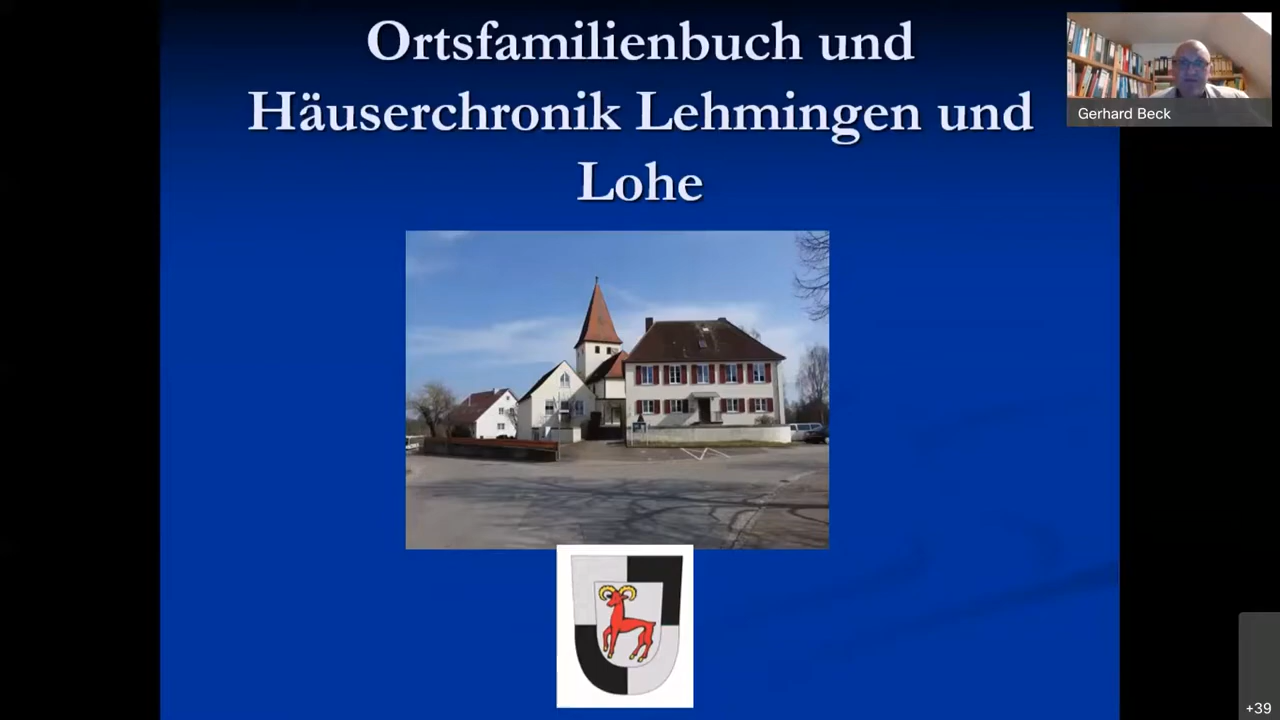 Ortsfamilienbuch und
Häuserchronik Lehmingen und
Lohe
Gerhard Beck
+39